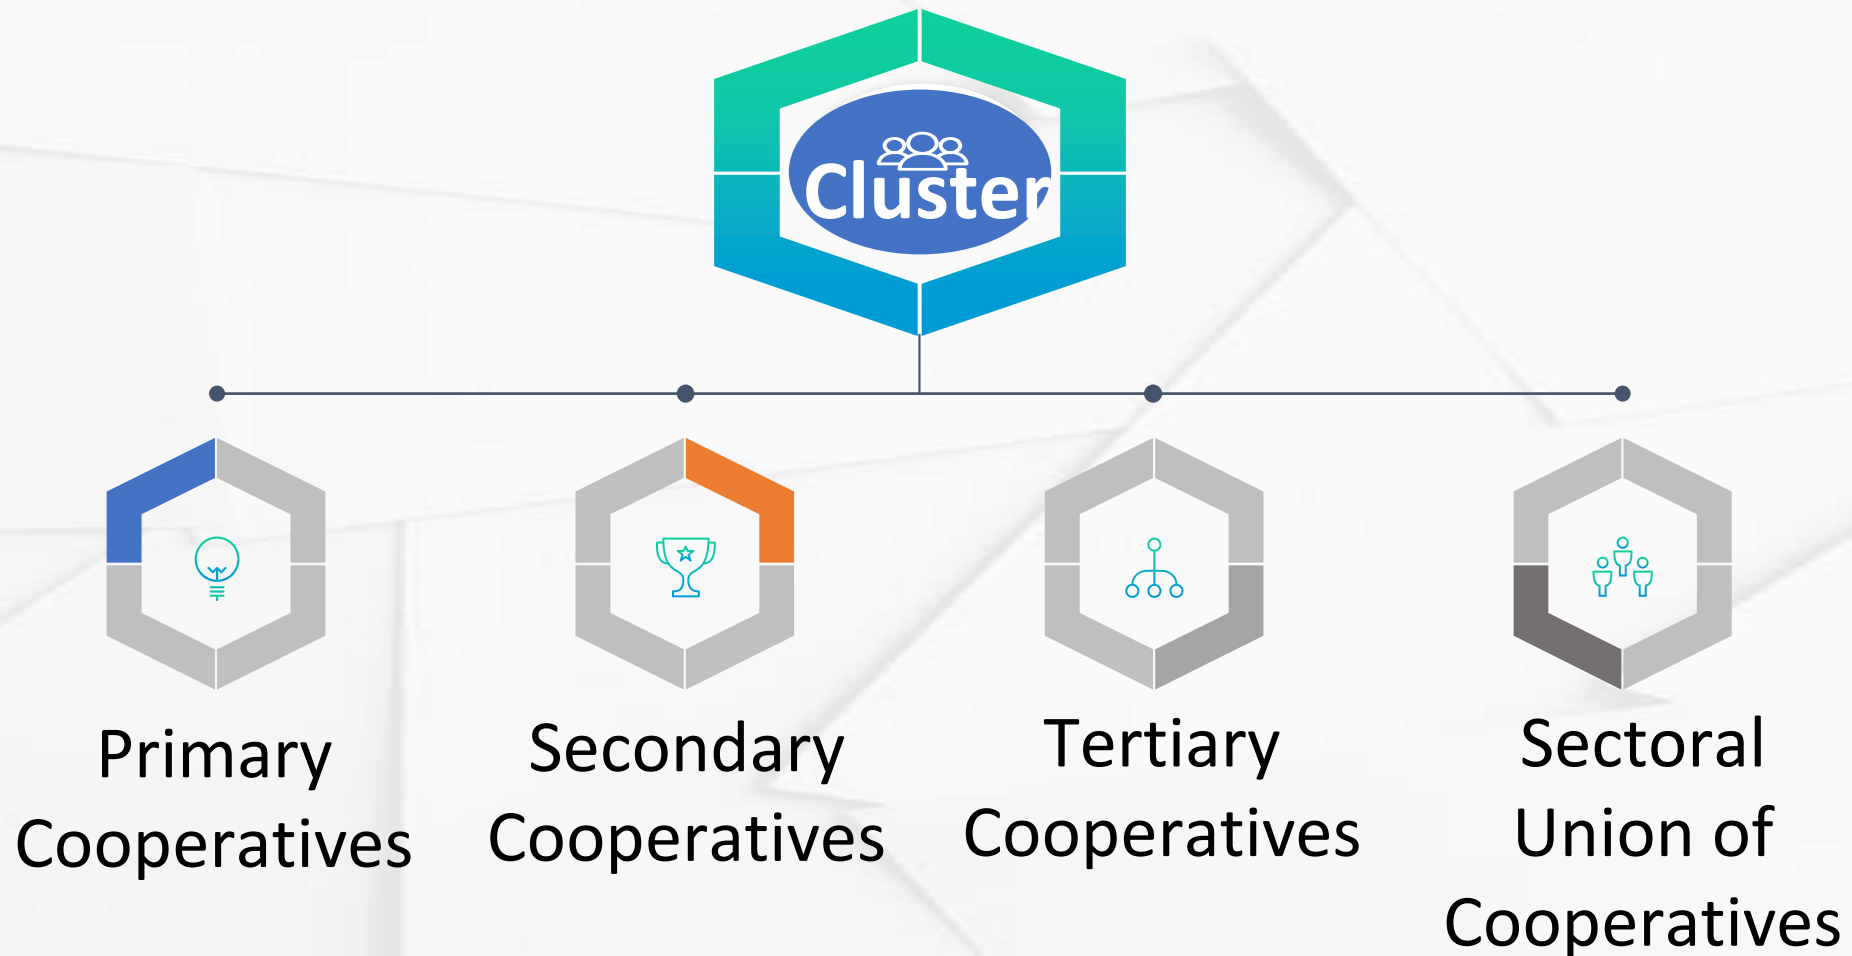 Cluster
Primary
Cooperatives
Secondary
Cooperatives
Tertiary
Cooperatives
Sectoral
Union of
Cooperatives